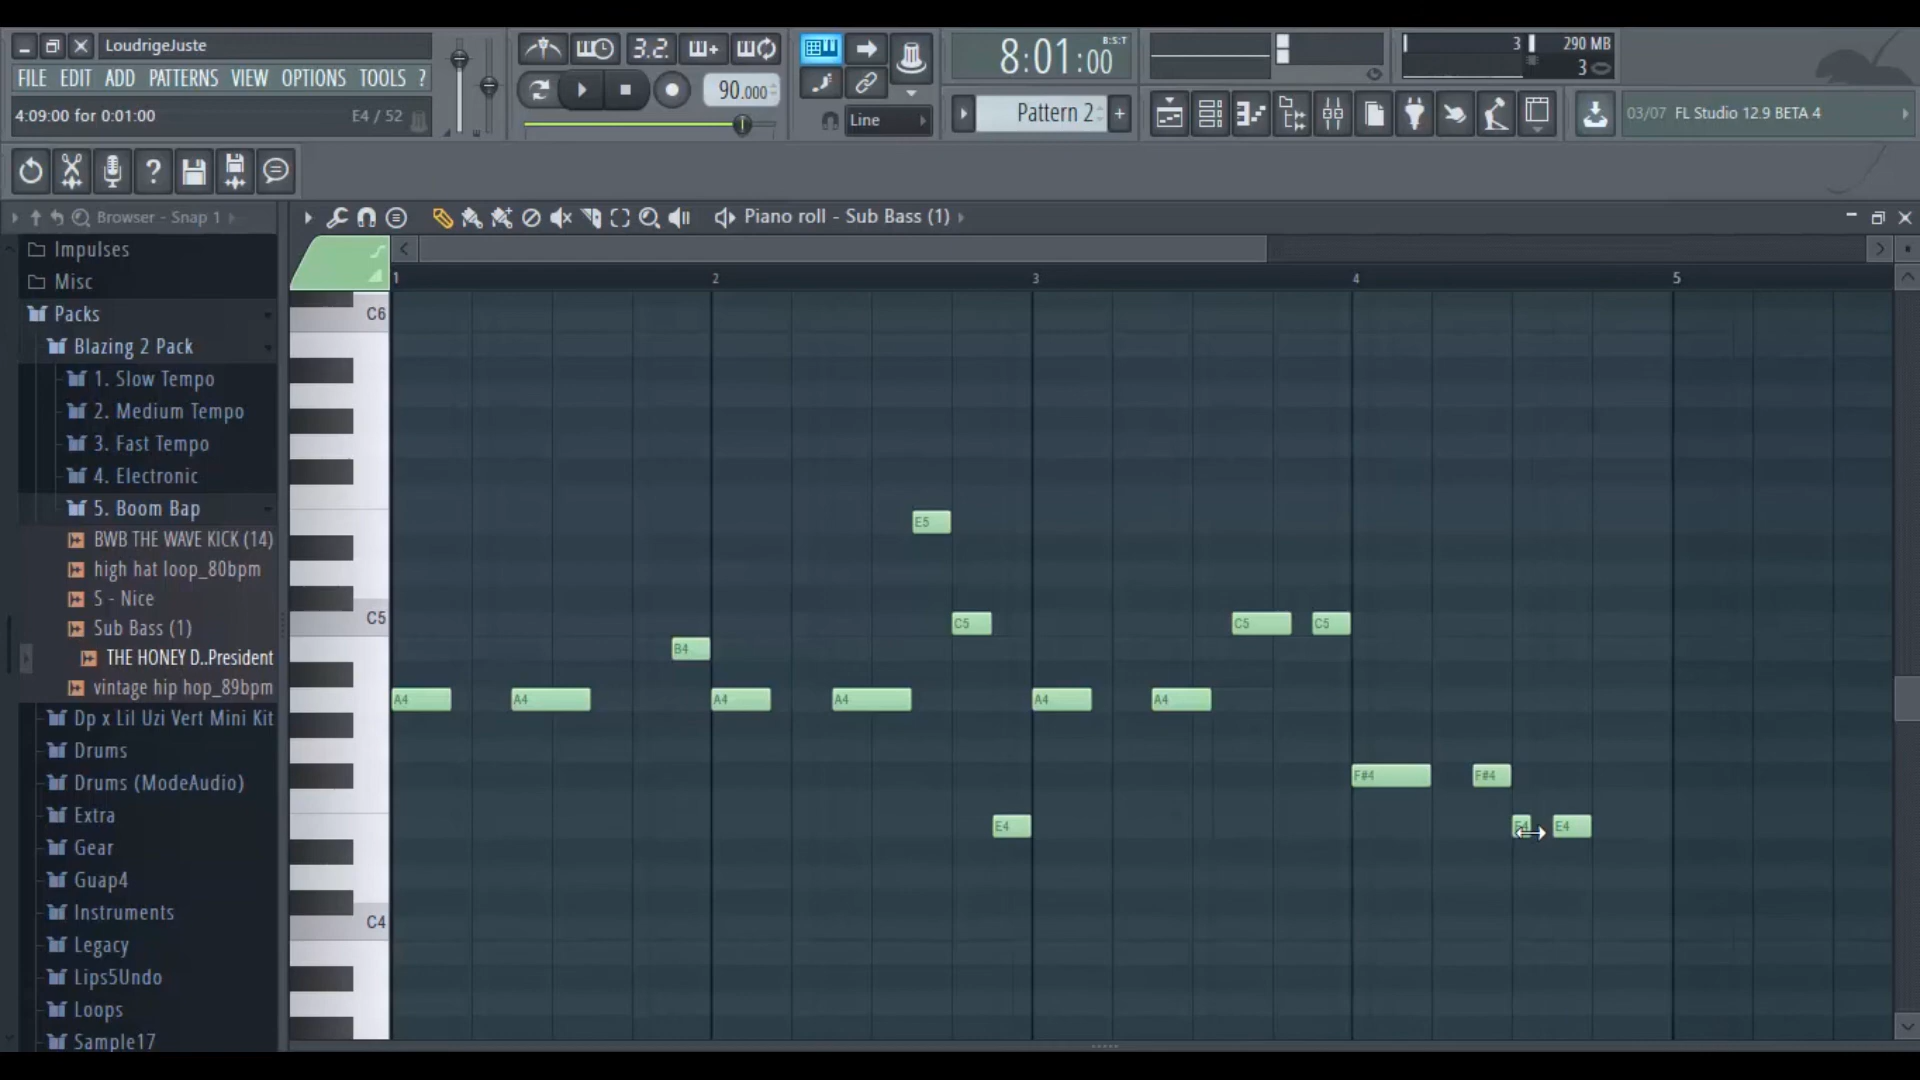 LoudrigeJuste
FILE EDIT ADD PATTERNS VIEW OPTIONS TOOLS ?
4:09:00 for 0:01:00 E4 / 52
3.2.
90.000
Line
8:01:00 B:S:T
Pattern 2 +
3 290 MB
3
03/07 FL Studio 12.9 BETA 4
?
Browser - Snap 1
Piano roll - Sub Bass (1)
Impulses
Misc
Packs
Blazing 2 Pack
1. Slow Tempo
2. Medium Tempo
3. Fast Tempo
4. Electronic
5. Boom Bap
BWB THE WAVE KICK (14)
high hat loop_80bpm
S - Nice
Sub Bass (1)
THE HONEY D..President
vintage hip hop_89bpm
Dp x Lil Uzi Vert Mini Kit
Drums
Drums (ModeAudio)
Extra
Gear
Guap4
Instruments
Legacy
Lips5Undo
Loops
Sample17
1 2 3 4 5
C6
E5
C5 C5 C5 C5
B4
A4 A4 A4 A4 A4 A4
F#4 F#4
E4 E4 E4
C4